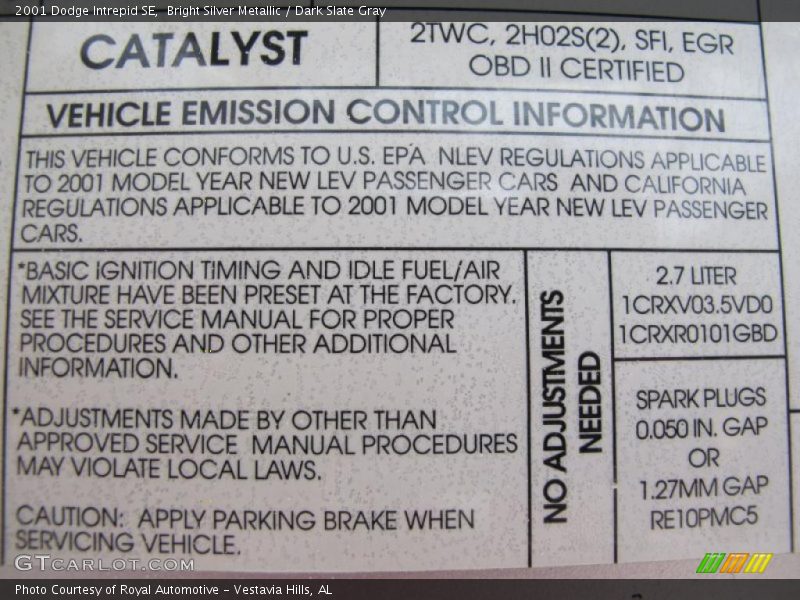 2001 Dodge Intrepid SE, Bright Silver Metallic / Dark Slate Gray
CATALYST
2TWC, 2H02S(2), SFI, EGR
OBD II CERTIFIED
VEHICLE EMISSION CONTROL INFORMATION
THIS VEHICLE CONFORMS TO U.S. EPA NLEV REGULATIONS APPLICABLE
TO 2001 MODEL YEAR NEW LEV PASSENGER CARS AND CALIFORNIA
REGULATIONS APPLICABLE TO 2001 MODEL YEAR NEW LEV PASSENGER
CARS.
*BASIC IGNITION TIMING AND IDLE FUEL/AIR
MIXTURE HAVE BEEN PRESET AT THE FACTORY.
SEE THE SERVICE MANUAL FOR PROPER
PROCEDURES AND OTHER ADDITIONAL
INFORMATION.
*ADJUSTMENTS MADE BY OTHER THAN
APPROVED SERVICE MANUAL PROCEDURES
MAY VIOLATE LOCAL LAWS.
CAUTION: APPLY PARKING BRAKE WHEN
SERVICING VEHICLE.
NO ADJUSTMENTS
NEEDED
2.7 LITER
1CRXV03.5VD0
1CRXR0101GBD
SPARK PLUGS
0.050 IN. GAP
OR
1.27MM GAP
RE10PMC5
GTCARLOT.COM
Photo Courtesy of Royal Automotive - Vestavia Hills, AL